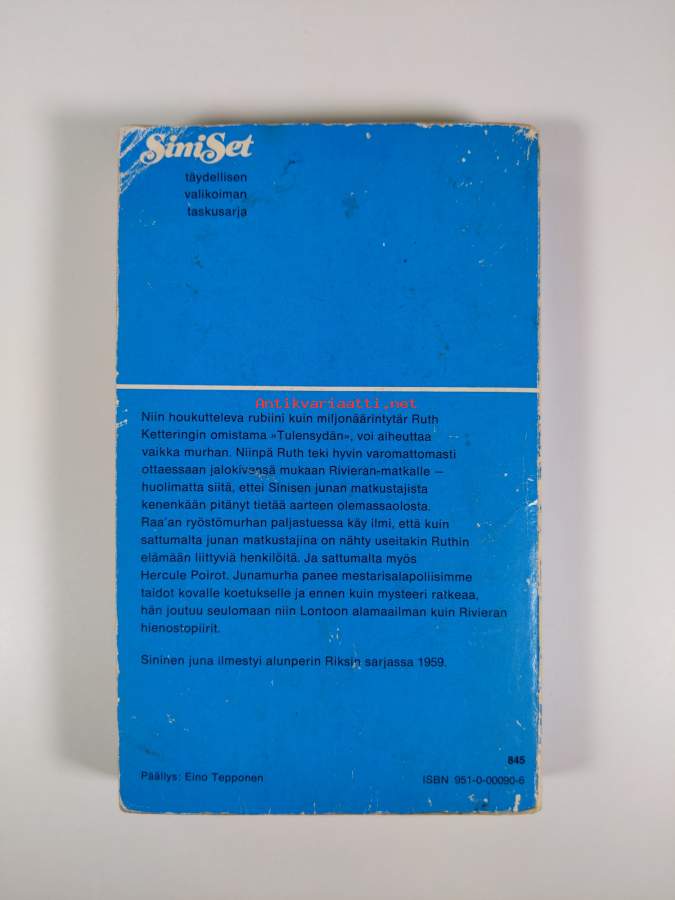 SiniSet
täydellisen
valikoiman
taskusarja
Antikvariaatti.net
Niin houkutteleva rubiini kuin miljonäärintytär Ruth
Ketteringin omistama »Tulensydän», voi aiheuttaa
vaikka murhan. Niinpä Ruth teki hyvin varomattomasti
ottaessaan jalokivensä mukaan Rivieran-matkalle –
huolimatta siitä, ettei Sinisen junan matkustajista
kenenkään pitänyt tietää aarteen olemassaolosta.
Raa'an ryöstömurhan paljastuessa käy ilmi, että kuin
sattumalta junan matkustajina on nähty useitakin Ruthin
elämään liittyviä henkilöitä. Ja sattumalta myös
Hercule Poirot. Junamurha panee mestarisalapoliisimme
taidot kovalle koetukselle ja ennen kuin mysteeri ratkeaa,
hän joutuu seulomaan niin Lontoon alamaailman kuin Rivieran
hienostopiirit.
Sininen juna ilmestyi alunperin Riksin sarjassa 1959.
845
Päällys: Eino Tepponen
ISBN 951-0-00090-6